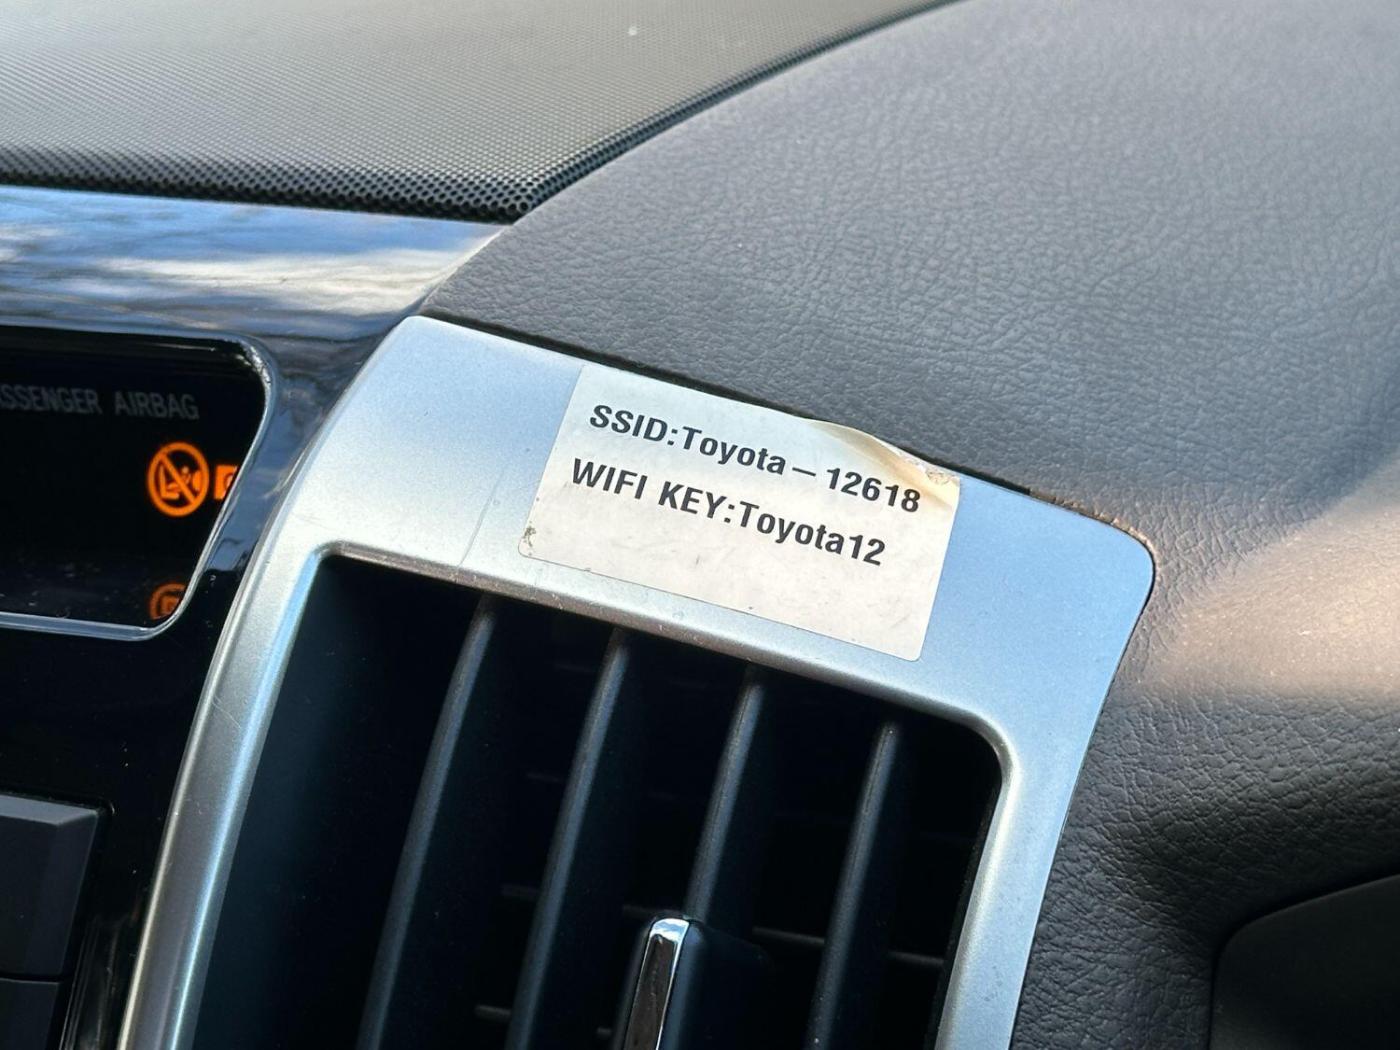 SSENGER AIRBAG
SSID:Toyota – 12618
WIFI KEY:Toyota12